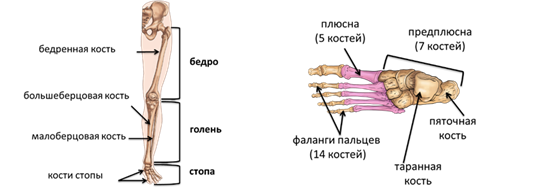 бедренная кость
большеберцовая кость
малоберцовая кость
кости стопы
бедро
голень
стопа
плюсна
(5 костей)
предплюсна
(7 костей)
фаланги пальцев
(14 костей)
пяточная
кость
таранная
кость